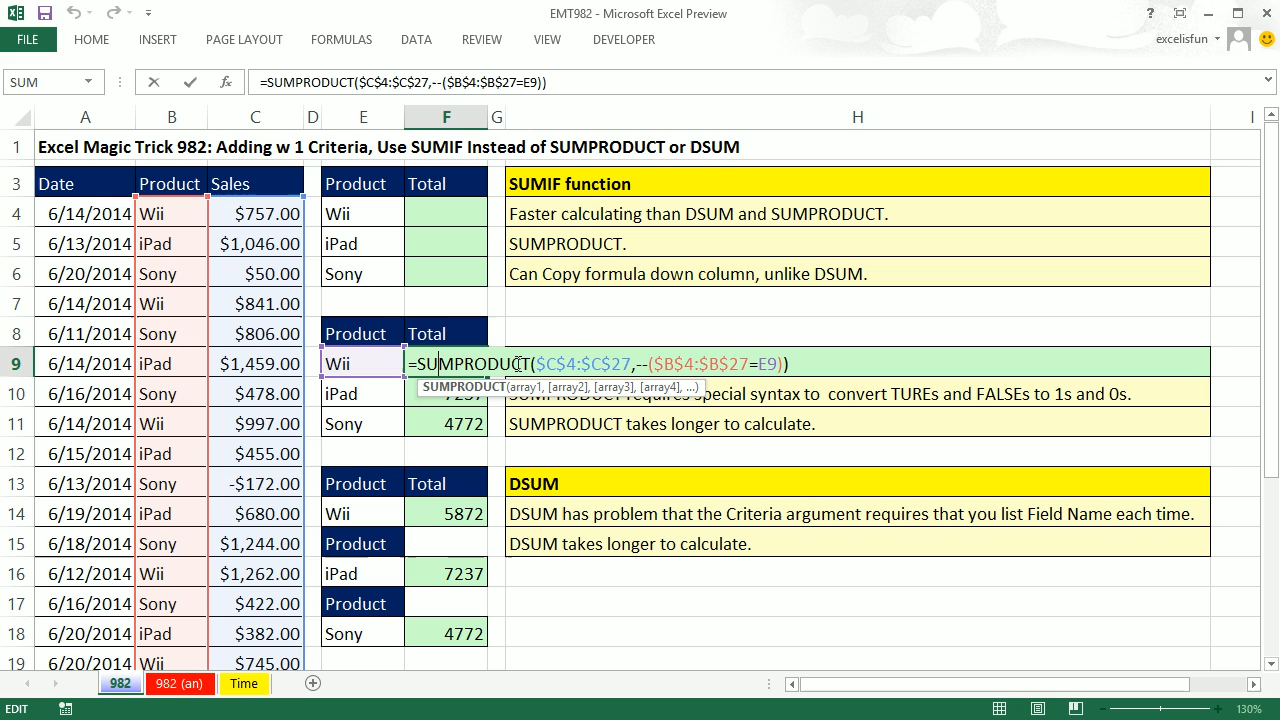 EMT982 - Microsoft Excel Preview
?
FILE HOME INSERT PAGE LAYOUT FORMULAS DATA REVIEW VIEW DEVELOPER excelisfun
SUM fx =SUMPRODUCT($C$4:$C$27,--($B$4:$B$27=E9))
A B C D E F G H I
1 Excel Magic Trick 982: Adding w 1 Criteria, Use SUMIF Instead of SUMPRODUCT or DSUM
3 Date Product Sales Product Total SUMIF function
4 6/14/2014 Wii $757.00 Wii Faster calculating than DSUM and SUMPRODUCT.
5 6/13/2014 iPad $1,046.00 iPad SUMPRODUCT.
6 6/20/2014 Sony $50.00 Sony Can Copy formula down column, unlike DSUM.
7 6/14/2014 Wii $841.00
8 6/11/2014 Sony $806.00 Product Total
9 6/14/2014 iPad $1,459.00 Wii =SUMPRODUCT($C$4:$C$27,--($B$4:$B$27=E9))
SUMPRODUCT(array1, [array2], [array3], [array4], ...)
10 6/16/2014 Sony $478.00 iPad 7237 SUMPRODUCT requires special syntax to convert TUREs and FALSEs to 1s and 0s.
11 6/14/2014 Wii $997.00 Sony 4772 SUMPRODUCT takes longer to calculate.
12 6/15/2014 iPad $455.00
13 6/13/2014 Sony -$172.00 Product Total DSUM
14 6/19/2014 iPad $680.00 Wii 5872 DSUM has problem that the Criteria argument requires that you list Field Name each time.
15 6/18/2014 Sony $1,244.00 Product DSUM takes longer to calculate.
16 6/12/2014 Wii $1,262.00 iPad 7237
17 6/16/2014 Sony $422.00 Product
18 6/20/2014 iPad $382.00 Sony 4772
19 6/20/2014 Wii $745.00
982 982 (an) Time
EDIT 130%